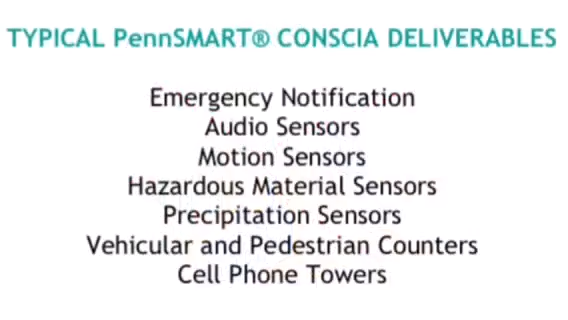 TYPICAL PennSMART® CONSCIA DELIVERABLES
Emergency Notification
Audio Sensors
Motion Sensors
Hazardous Material Sensors
Precipitation Sensors
Vehicular and Pedestrian Counters
Cell Phone Towers